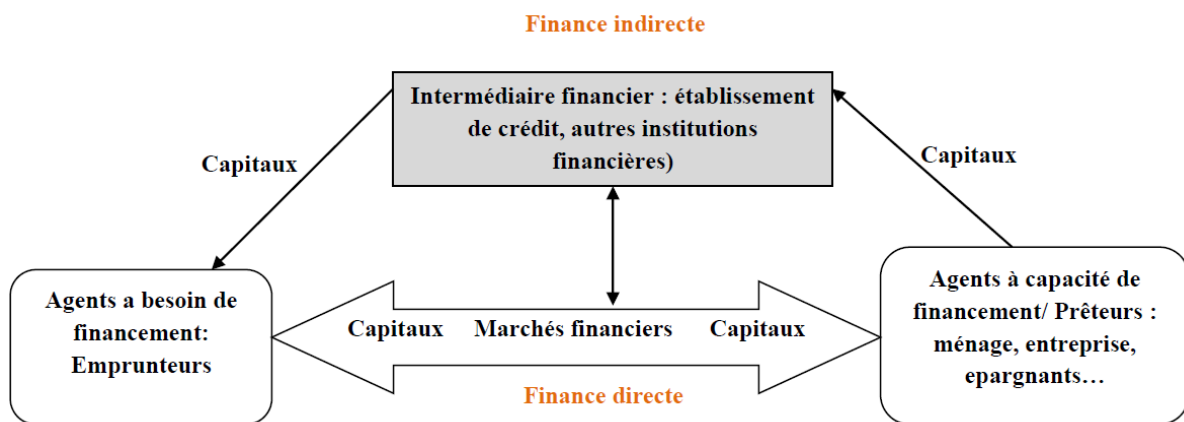 Finance indirecte
Intermédiaire financier : établissement
de crédit, autres institutions
financières)
Capitaux
Capitaux
Agents a besoin de
financement:
Emprunteurs
Capitaux
Marchés financiers
Capitaux
Agents à capacité de
financement/ Prêteurs :
ménage, entreprise,
epargnants…
Finance directe